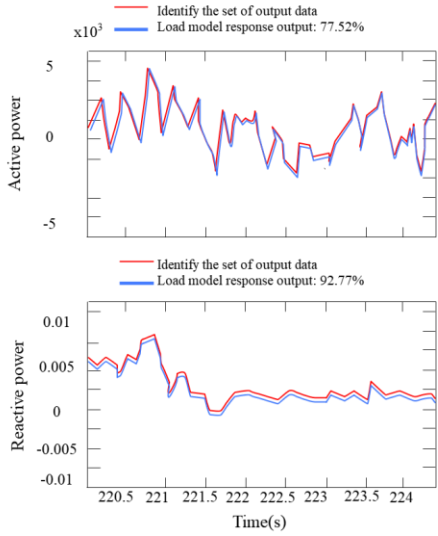 Identify the set of output data
x10³
Load model response output: 77.52%
5
0
-5
Active power
Identify the set of output data
Load model response output: 92.77%
0.01
0.005
0
-0.005
-0.01
Reactive power
220.5 221 221.5 222 222.5 223 223.5 224
Time(s)